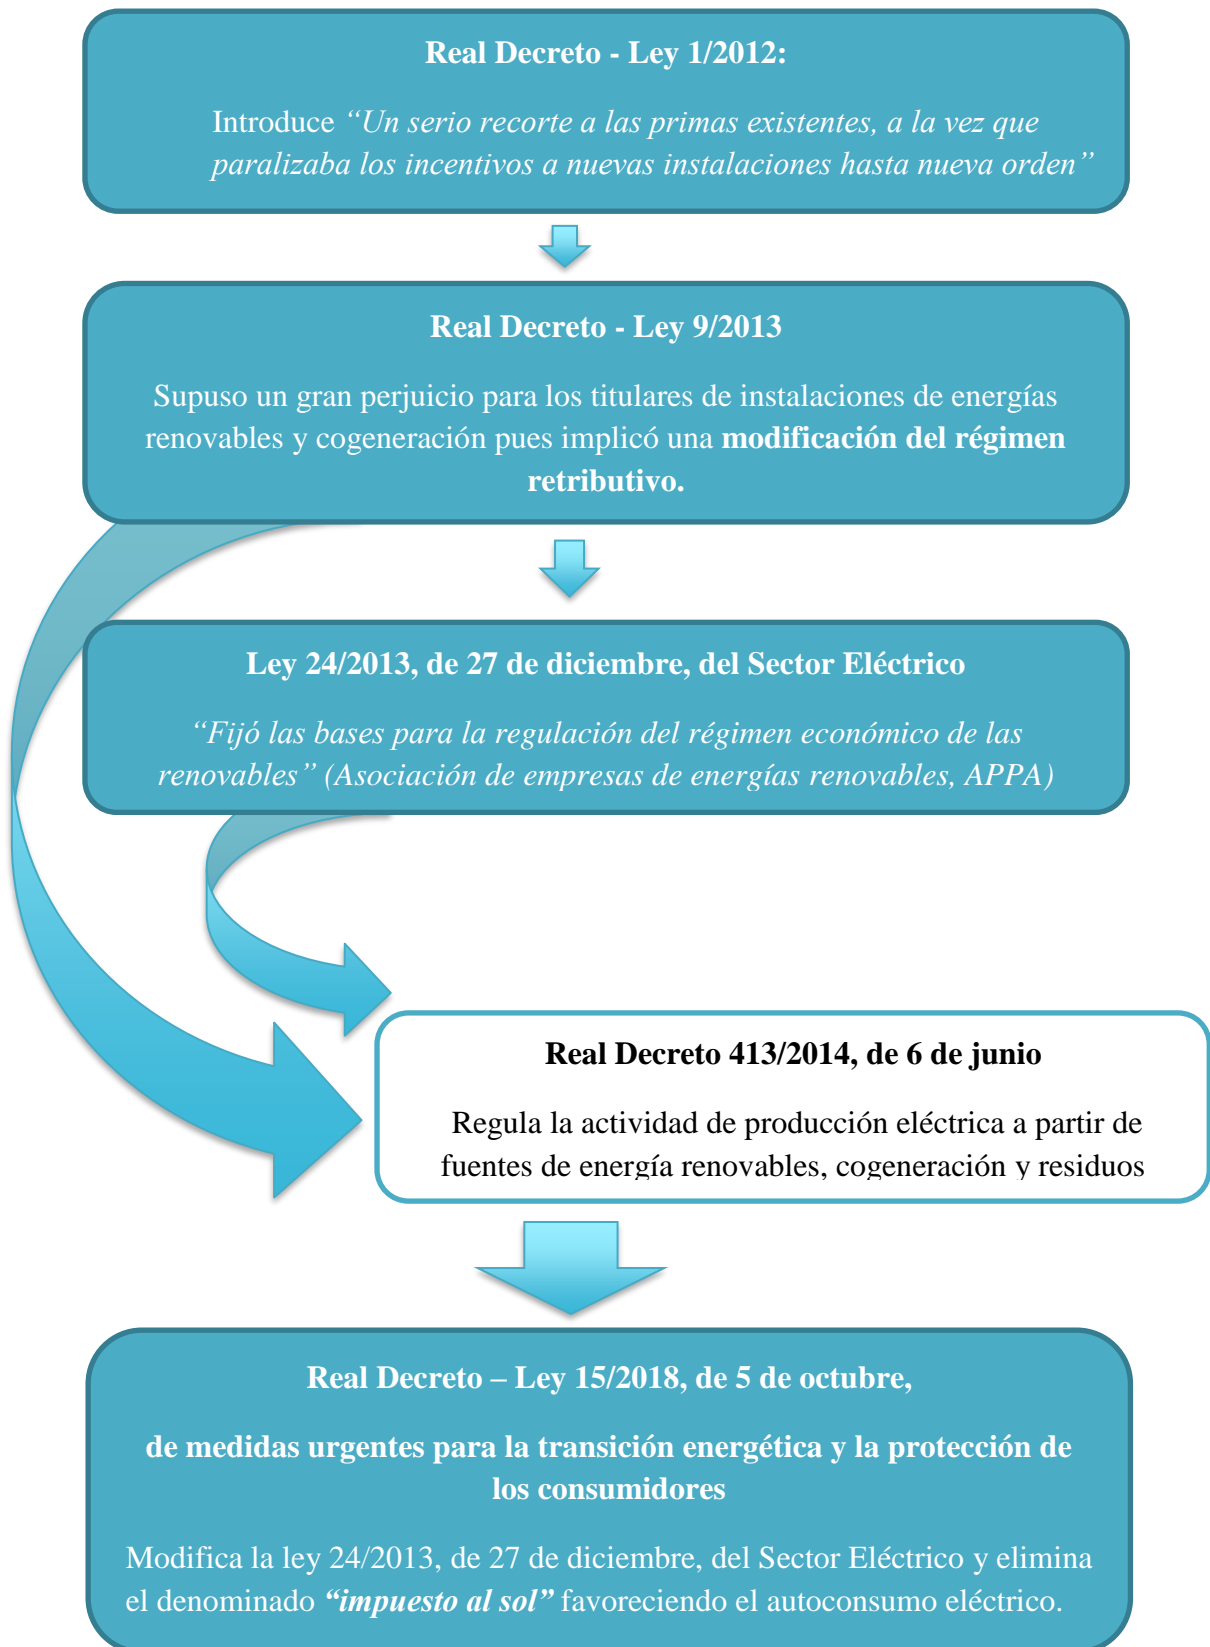 Real Decreto - Ley 1/2012:
Introduce “Un serio recorte a las primas existentes, a la vez que
paralizaba los incentivos a nuevas instalaciones hasta nueva orden”
Real Decreto - Ley 9/2013
Supuso un gran perjuicio para los titulares de instalaciones de energías
renovables y cogeneración pues implicó una modificación del régimen
retributivo.
Ley 24/2013, de 27 de diciembre, del Sector Eléctrico
“Fijó las bases para la regulación del régimen económico de las
renovables” (Asociación de empresas de energías renovables, APPA)
Real Decreto 413/2014, de 6 de junio
Regula la actividad de producción eléctrica a partir de
fuentes de energía renovables, cogeneración y residuos
Real Decreto – Ley 15/2018, de 5 de octubre,
de medidas urgentes para la transición energética y la protección de
los consumidores
Modifica la ley 24/2013, de 27 de diciembre, del Sector Eléctrico y elimina
el denominado “impuesto al sol” favoreciendo el autoconsumo eléctrico.